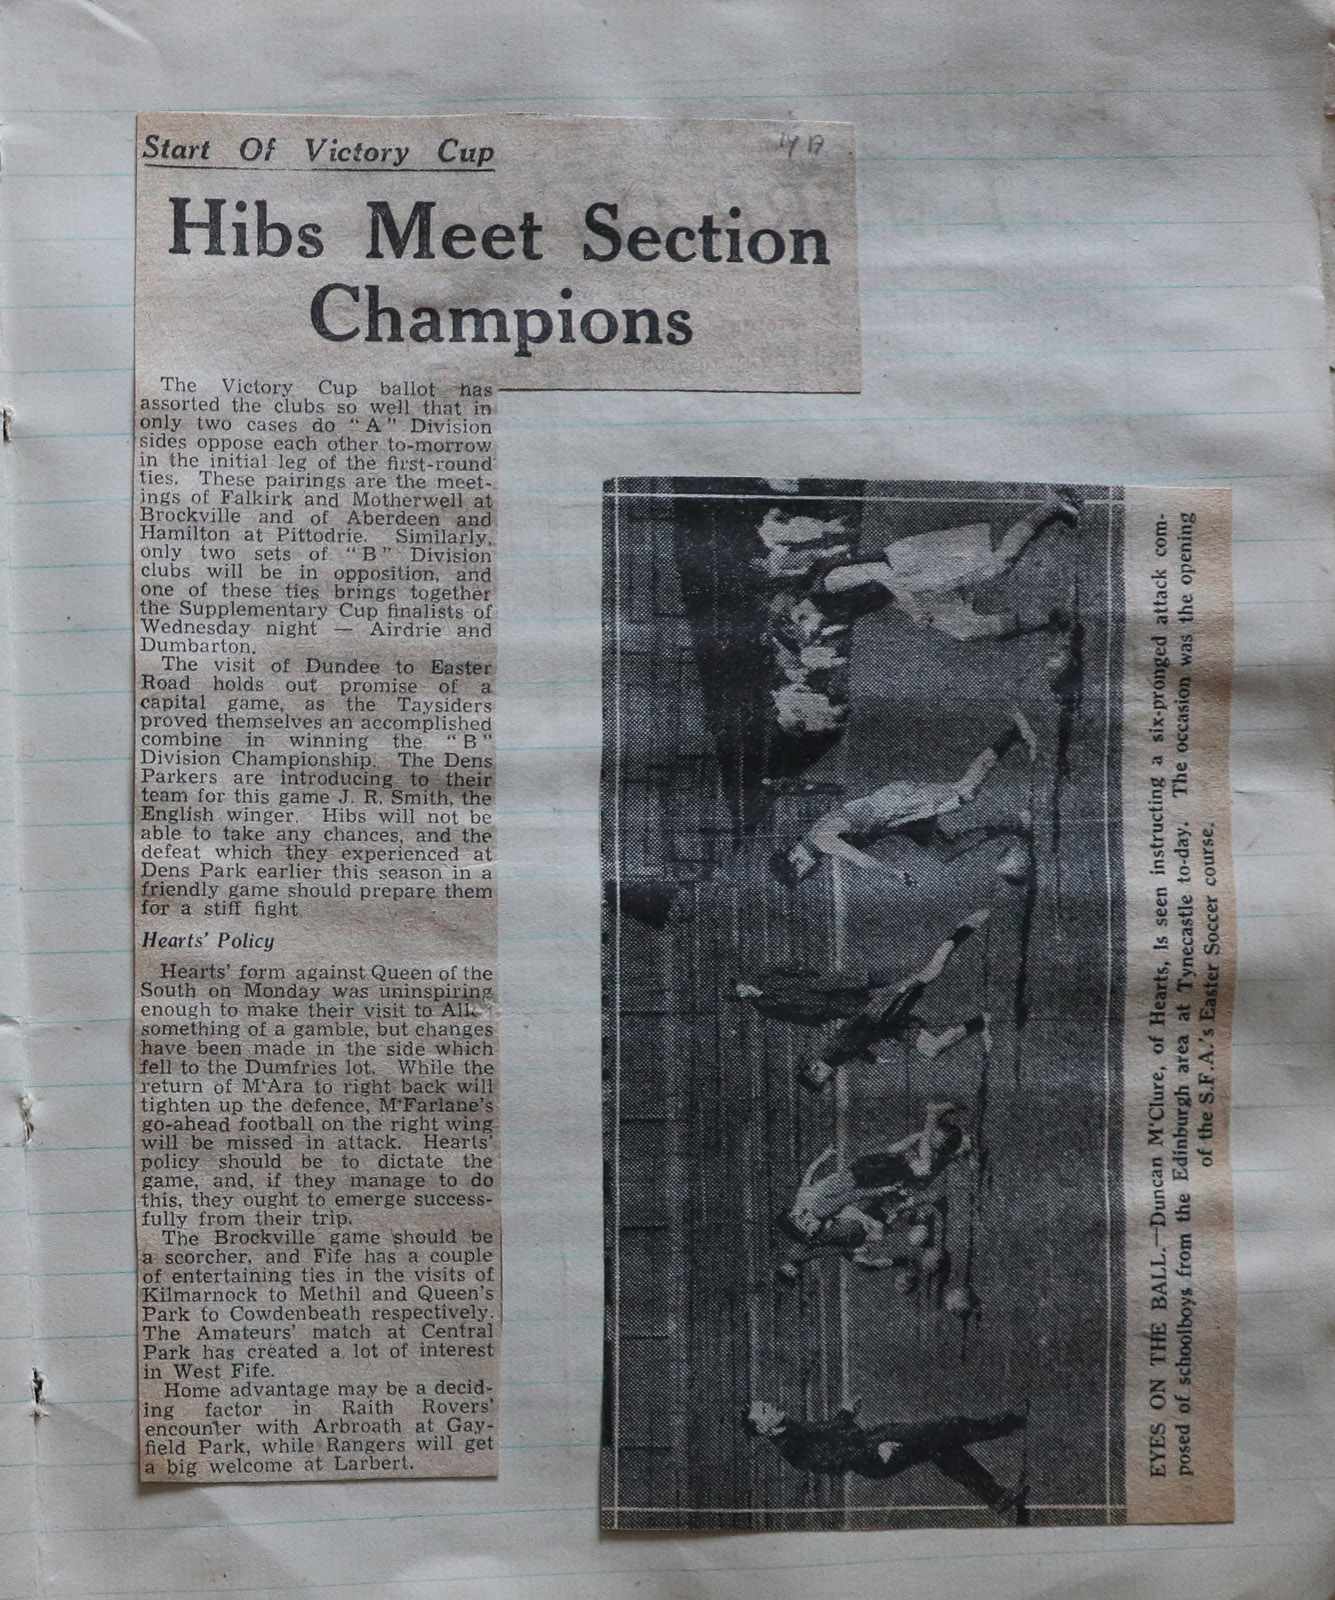 Start Of Victory Cup
Hibs Meet Section
Champions
The Victory Cup ballot has
assorted the clubs so well that in
only two cases do "A" Division
sides oppose each other to-morrow
in the initial leg of the first-round
ties. These pairings are the meet-
ings of Falkirk and Motherwell at
Brockville and of Aberdeen and
Hamilton at Pittodrie. Similarly,
only two sets of "B" Division
clubs will be in opposition, and
one of these ties brings together
the Supplementary Cup finalists of
Wednesday night — Airdrie and
Dumbarton.
The visit of Dundee to Easter
Road holds out promise of a
capital game, as the Taysiders
proved themselves an accomplished
combine in winning the "B"
Division Championship. The Dens
Parkers are introducing to their
team for this game J. R. Smith, the
English winger. Hibs will not be
able to take any chances, and the
defeat which they experienced at
Dens Park earlier this season in a
friendly game should prepare them
for a stiff fight
Hearts' Policy
Hearts' form against Queen of the
South on Monday was uninspiring
enough to make their visit to
something of a gamble, but changes
have been made in the side which
fell to the Dumfries lot. While the
return of M'Ara to right back will
tighten up the defence, M'Farlane's
go-ahead football on the right wing
will be missed in attack. Hearts'
policy should be to dictate the
game, and, if they manage to do
this, they ought to emerge success-
fully from their trip.
The Brockville game should be
a scorcher, and Fife has a couple
of entertaining ties in the visits of
Kilmarnock to Methil and Queen's
Park to Cowdenbeath respectively.
The Amateurs' match at Central
Park has created a lot of interest
in West Fife.
Home advantage may be a decid-
ing factor in Raith Rovers'
encounter with Arbroath at Gay-
field Park, while Rangers will get
a big welcome at Larbert.
EYES ON THE BALL.—Duncan M'Clure, of Hearts, is seen instructing a six-pronged attack com-
posed of schoolboys from the Edinburgh area at Tynecastle to-day. The occasion was the opening
of the S.F.A.'s Easter Soccer course.